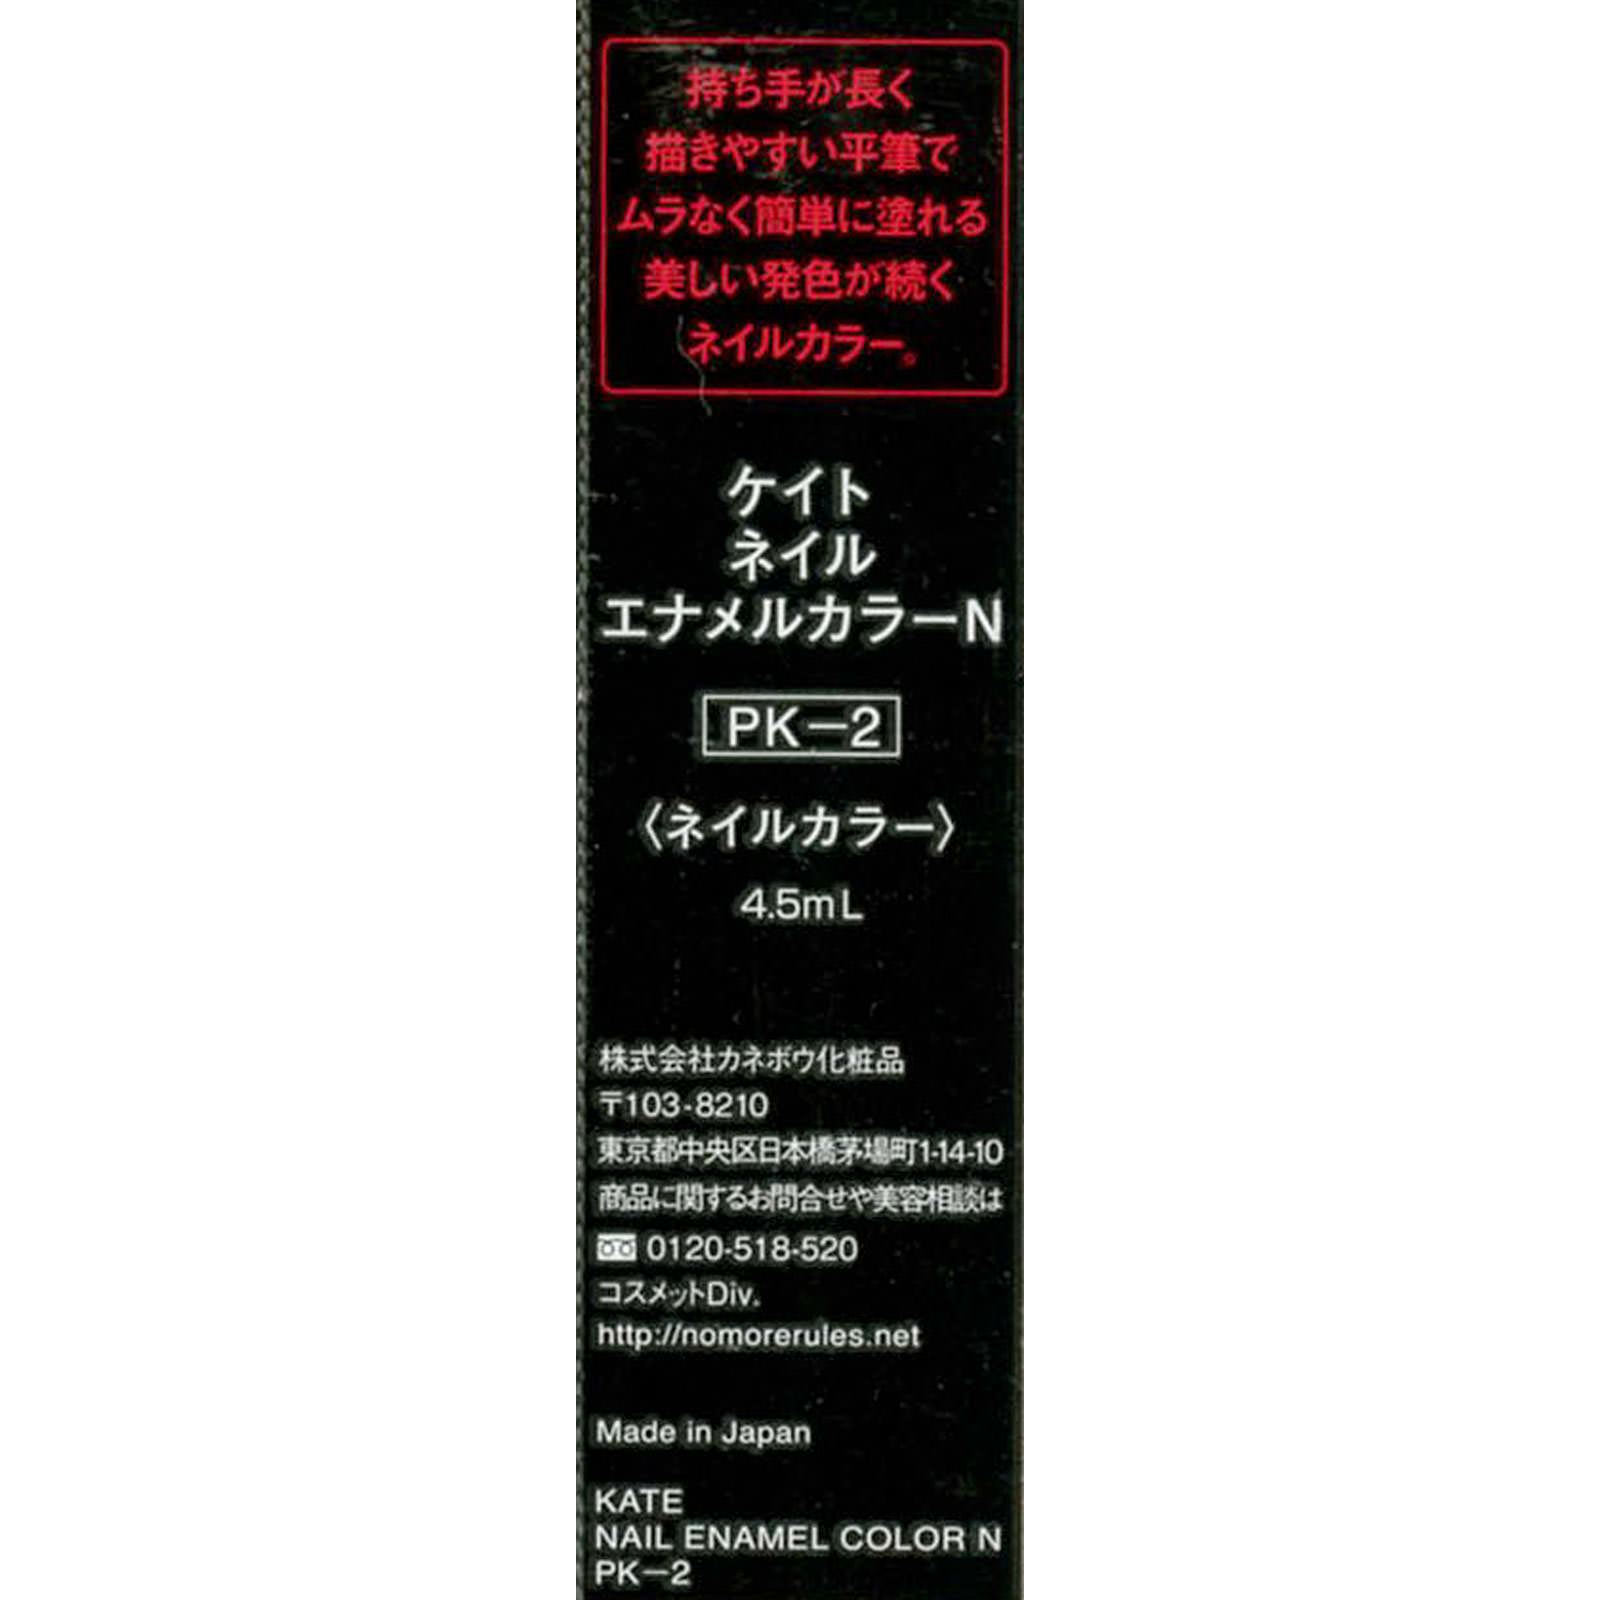 持ち手が長く
描きやすい平筆で
ムラなく簡単に塗れる
美しい発色が続く
ネイルカラー。
ケイト
ネイル
エナメルカラーN
PK−2
〈ネイルカラー〉
4.5mL
株式会社カネボウ化粧品
〒103-8210
東京都中央区日本橋茅場町1-14-10
商品に関するお問合せや美容相談は
0120-518-520
コスメットDiv.
http://nomorerules.net
Made in Japan
KATE
NAIL ENAMEL COLOR N
PK−2